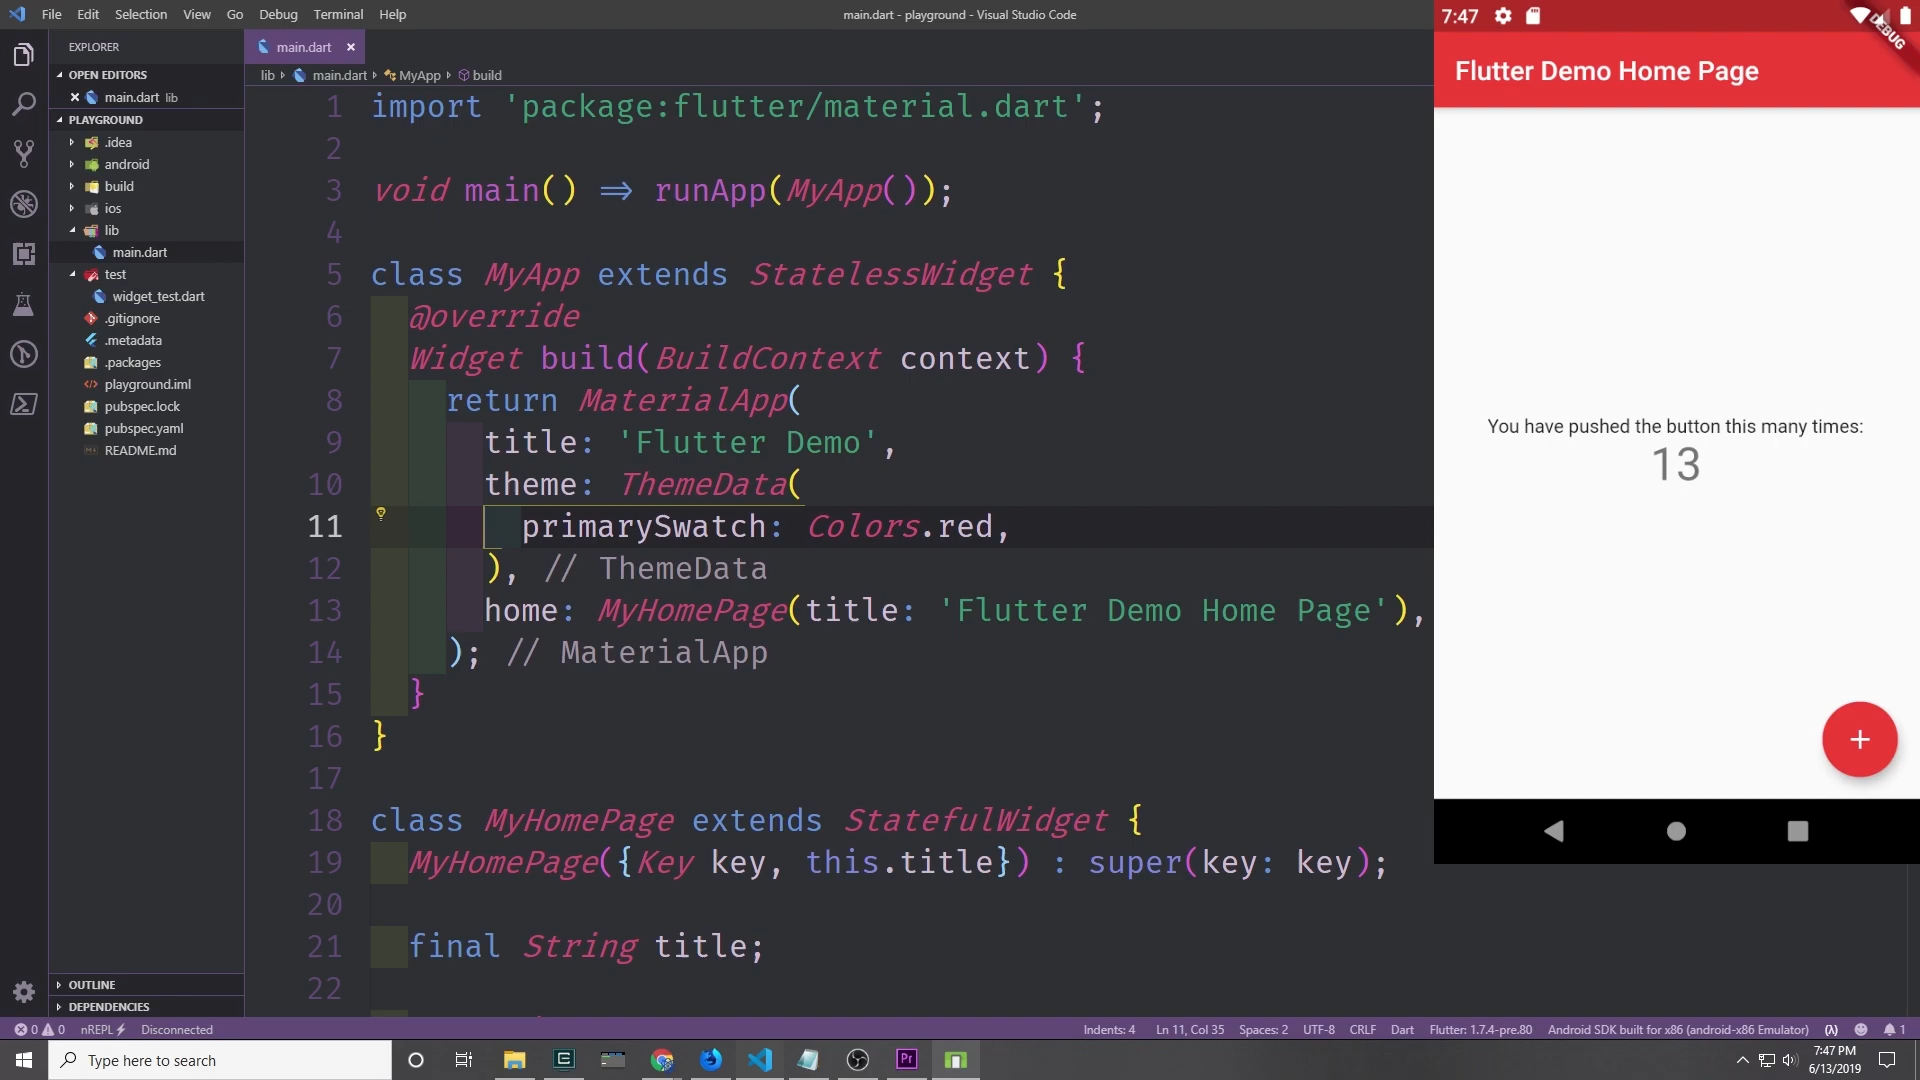 File Edit Selection View Go Debug Terminal Help
main.dart - playground - Visual Studio Code
EXPLORER
OPEN EDITORS
main.dart lib
PLAYGROUND
.idea
android
build
ios
lib
main.dart
test
widget_test.dart
.gitignore
.metadata
.packages
playground.iml
pubspec.lock
pubspec.yaml
README.md
OUTLINE
DEPENDENCIES
main.dart
lib main.dart MyApp build
1 import 'package:flutter/material.dart';
2
3 void main() => runApp(MyApp());
4
5 class MyApp extends StatelessWidget {
6 @override
7 Widget build(BuildContext context) {
8 return MaterialApp(
9 title: 'Flutter Demo',
10 theme: ThemeData(
11 primarySwatch: Colors.red,
12 ), // ThemeData
13 home: MyHomePage(title: 'Flutter Demo Home Page'),
14 ); // MaterialApp
15 }
16 }
17
18 class MyHomePage extends StatefulWidget {
19 MyHomePage({Key key, this.title}) : super(key: key);
20
21 final String title;
22
7:47
DEBUG
Flutter Demo Home Page
You have pushed the button this many times:
13
+
0 0 nREPL Disconnected
Indents: 4 Ln 11, Col 35 Spaces: 2 UTF-8 CRLF Dart Flutter: 1.7.4-pre.80 Android SDK built for x86 (android-x86 Emulator) (λ) 1
Type here to search
Pr
7:47 PM
6/13/2019